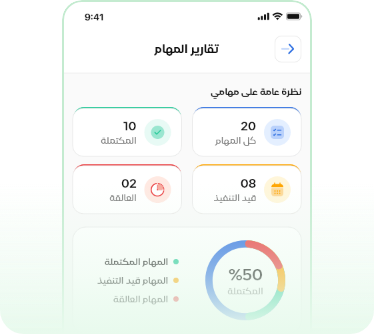 9:41
تقارير المهام
نظرة عامة على مهامي
20
كل المهام
10
المكتملة
08
قيد التنفيذ
02
العالقة
%50
المكتملة
المهام المكتملة
المهام قيد التنفيذ
المهام العالقة